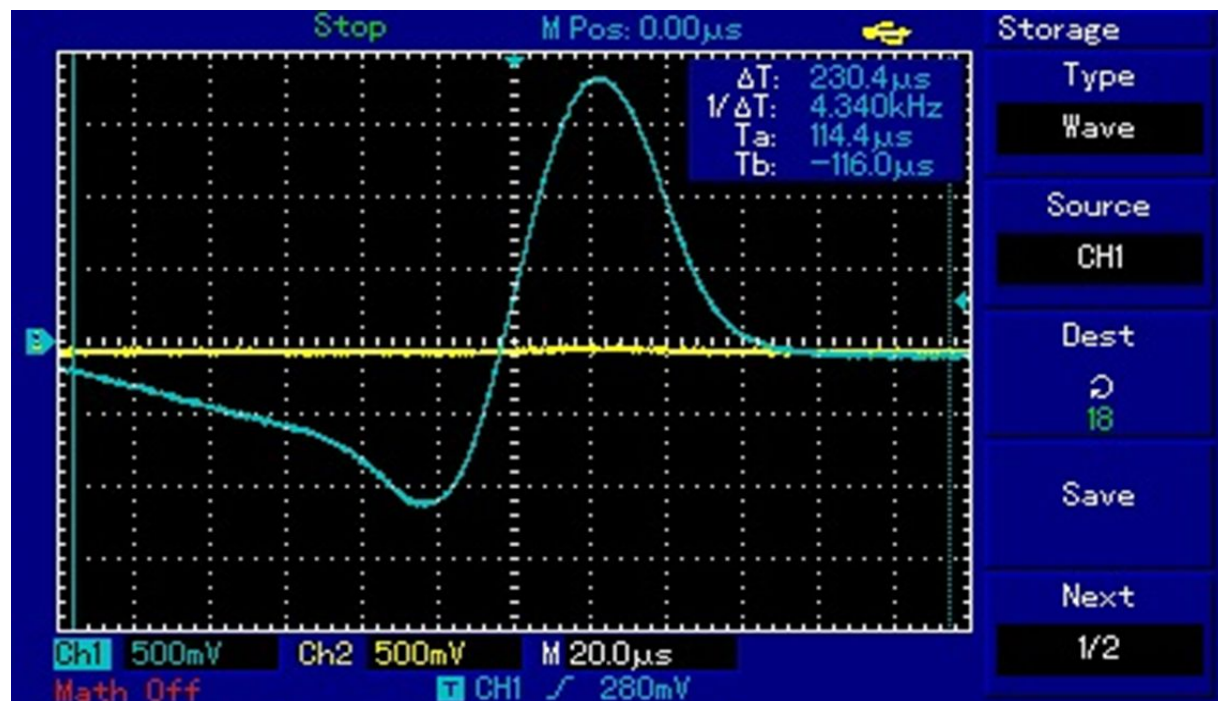 Stop M Pos: 0.00μs Storage
ΔT: 230.4μs
1/ΔT: 4.340kHz
Ta: 114.4μs
Tb: -116.0μs
Type
Wave
Source
CH1
Dest
18
Save
Next
1/2
Ch1 500mV Ch2 500mV M 20.0μs
Math Off T CH1 280mV